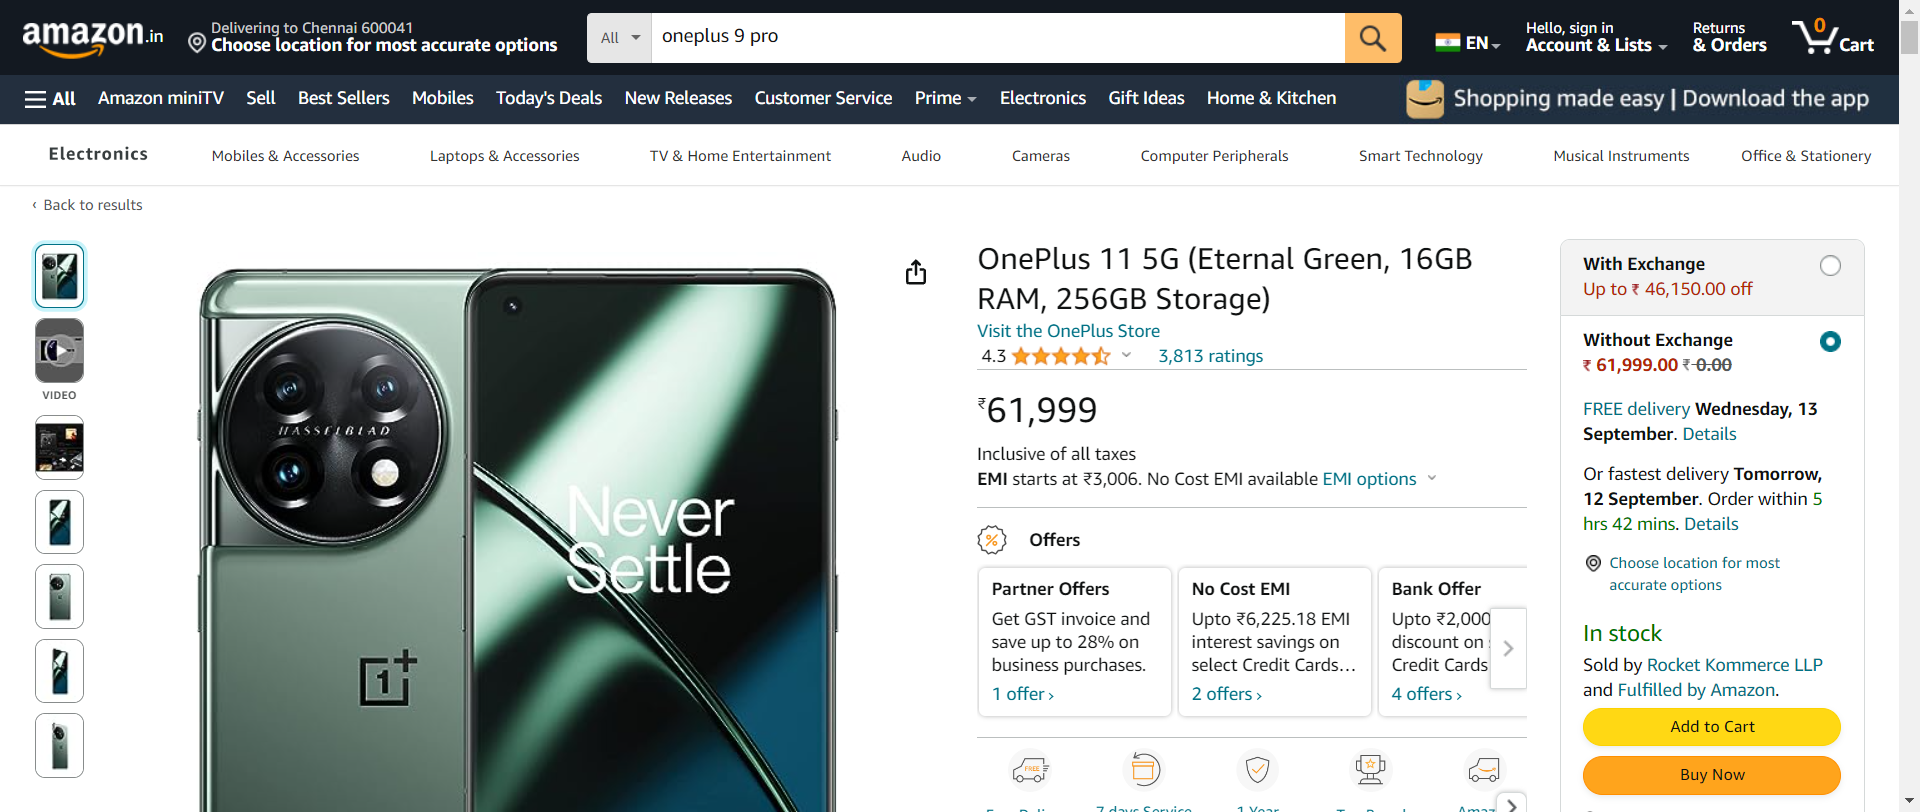 amazon.in
Delivering to Chennai 600041
Choose location for most accurate options
All
oneplus 9 pro
EN
Hello, sign in
Account & Lists
Returns
& Orders
0
Cart
All
Amazon miniTV
Sell
Best Sellers
Mobiles
Today's Deals
New Releases
Customer Service
Prime
Electronics
Gift Ideas
Home & Kitchen
Shopping made easy | Download the app
Electronics
Mobiles & Accessories
Laptops & Accessories
TV & Home Entertainment
Audio
Cameras
Computer Peripherals
Smart Technology
Musical Instruments
Office & Stationery
‹ Back to results
VIDEO
HASSELBLAD
Never
Settle
1+
OnePlus 11 5G (Eternal Green, 16GB
RAM, 256GB Storage)
Visit the OnePlus Store
4.3
3,813 ratings
₹61,999
Inclusive of all taxes
EMI starts at ₹3,006. No Cost EMI available EMI options
%
Offers
Partner Offers
Get GST invoice and
save up to 28% on
business purchases.
1 offer ›
No Cost EMI
Upto ₹6,225.18 EMI
interest savings on
select Credit Cards…
2 offers ›
Bank Offer
Upto ₹2,000
discount on
Credit Cards
4 offers ›
FREE
7 days Service
1 Year
With Exchange
Up to ₹ 46,150.00 off
Without Exchange
₹ 61,999.00 ₹ 0.00
FREE delivery Wednesday, 13
September. Details
Or fastest delivery Tomorrow,
12 September. Order within 5
hrs 42 mins. Details
Choose location for most
accurate options
In stock
Sold by Rocket Kommerce LLP
and Fulfilled by Amazon.
Add to Cart
Buy Now